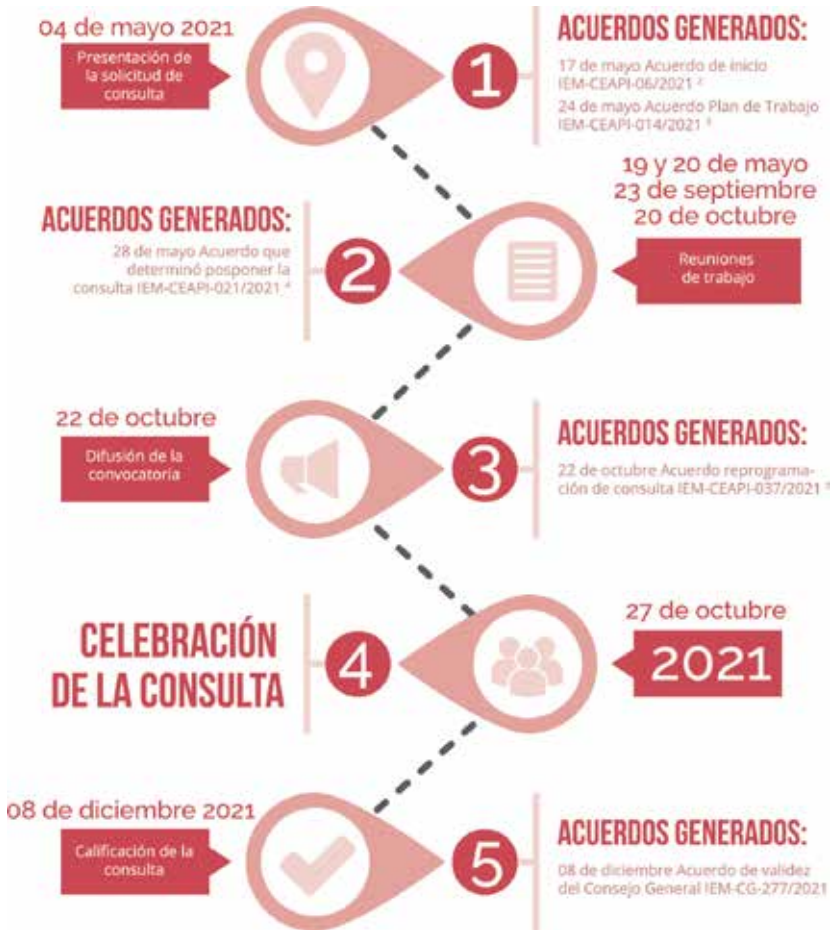 04 de mayo 2021
Presentación de
la solicitud de
consulta
1
ACUERDOS GENERADOS:
17 de mayo Acuerdo de inicio
IEM-CEAPI-06/2021 2
24 de mayo Acuerdo Plan de Trabajo
IEM-CEAPI-014/2021 3
19 y 20 de mayo
23 de septiembre
20 de octubre
Reuniones
de trabajo
2
ACUERDOS GENERADOS:
28 de mayo Acuerdo que
determinó posponer la
consulta IEM-CEAPI-021/2021 4
22 de octubre
Difusión de la
convocatoria
3
ACUERDOS GENERADOS:
22 de octubre Acuerdo reprograma-
ción de consulta IEM-CEAPI-037/2021
CELEBRACIÓN
DE LA CONSULTA
4
27 de octubre
2021
08 de diciembre 2021
Calificación de la
consulta
5
ACUERDOS GENERADOS:
08 de diciembre Acuerdo de validez
del Consejo General IEM-CG-277/2021